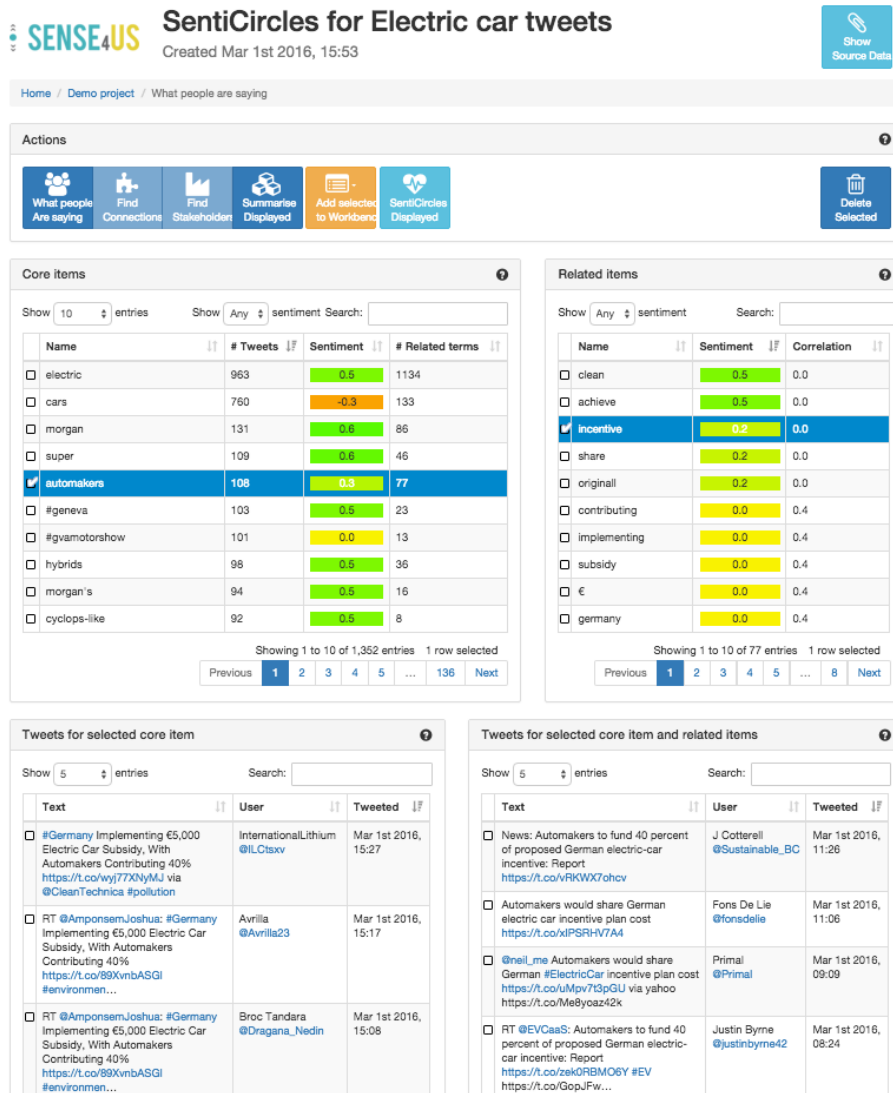 SENSE4US
SentiCircles for Electric car tweets
Created Mar 1st 2016, 15:53
Show
Source Data
Home / Demo project / What people are saying
Actions
What people
Are saying
Find
Connections
Find
Stakeholders
Summarise
Displayed
Add selected
to Workbenc
SentiCircles
Displayed
Delete
Selected
Core items
Show 10 entries Show Any sentiment Search:
Name # Tweets Sentiment # Related terms
electric 963 0.5 1134
cars 760 -0.3 133
morgan 131 0.6 86
super 109 0.6 46
automakers 108 0.3 77
#geneva 103 0.5 23
#gvamotorshow 101 0.0 13
hybrids 98 0.5 36
morgan's 94 0.5 16
cyclops-like 92 0.5 8
Showing 1 to 10 of 1,352 entries 1 row selected
Previous 1 2 3 4 5 ... 136 Next
Related items
Show Any sentiment Search:
Name Sentiment Correlation
clean 0.5 0.0
achieve 0.5 0.0
incentive 0.2 0.0
share 0.2 0.0
originall 0.2 0.0
contributing 0.0 0.4
implementing 0.0 0.4
subsidy 0.0 0.4
€ 0.0 0.4
germany 0.0 0.4
Showing 1 to 10 of 77 entries 1 row selected
Previous 1 2 3 4 5 ... 8 Next
Tweets for selected core item
Show 5 entries Search:
Text User Tweeted
#Germany Implementing €5,000 InternationalLithium Mar 1st 2016,
Electric Car Subsidy, With @ILCtsxv 15:27
Automakers Contributing 40%
https://t.co/wyj77XNyMJ via
@CleanTechnica #pollution
RT @AmponsemJoshua: #Germany Avrilla Mar 1st 2016,
Implementing €5,000 Electric Car @Avrilla23 15:17
Subsidy, With Automakers
Contributing 40%
https://t.co/89XvnbASGl
#environmen...
RT @AmponsemJoshua: #Germany Broc Tandara Mar 1st 2016,
Implementing €5,000 Electric Car @Dragana_Nedin 15:08
Subsidy, With Automakers
Contributing 40%
https://t.co/89XvnbASGl
#environmen...
Tweets for selected core item and related items
Show 5 entries Search:
Text User Tweeted
News: Automakers to fund 40 percent J Cotterell Mar 1st 2016,
of proposed German electric-car @Sustainable_BC 11:26
incentive: Report
https://t.co/vRKWX7ohcv
Automakers would share German Fons De Lie Mar 1st 2016,
electric car incentive plan cost @fonsdelie 11:06
https://t.co/xIPSRHV7A4
@neil_me Automakers would share Primal Mar 1st 2016,
German #ElectricCar incentive plan cost @Primal 09:09
https://t.co/uMpv7t3pGU via yahoo
https://t.co/Me8yoaz42k
RT @EVCaaS: Automakers to fund 40 Justin Byrne Mar 1st 2016,
percent of proposed German electric- @justinbyrne42 08:24
car incentive: Report
https://t.co/zek0RBMO6Y #EV
https://t.co/GopJFw...